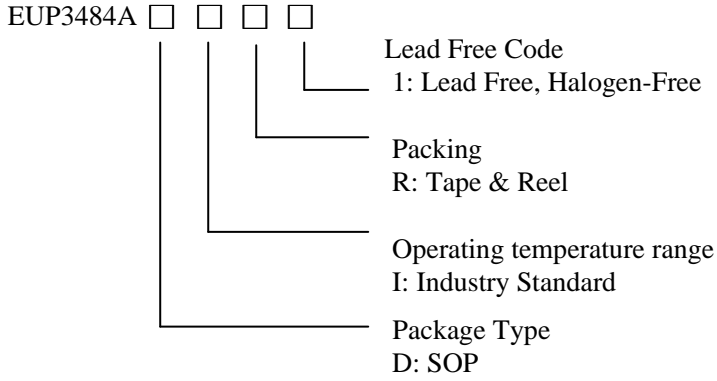 EUP3484A
Lead Free Code
1: Lead Free, Halogen-Free
Packing
R: Tape & Reel
Operating temperature range
I: Industry Standard
Package Type
D: SOP